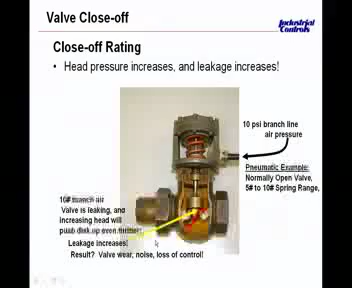 Valve Close-off
Industrial
Controls
Close-off Rating
• Head pressure increases, and leakage increases!
10 psi branch line
air pressure
Pneumatic Example:
Normally Open Valve,
5# to 10# Spring Range,
10# branch air
Valve is leaking, and
increasing head will
push disk up even further
Leakage increases!
Result? Valve wear, noise, loss of control!